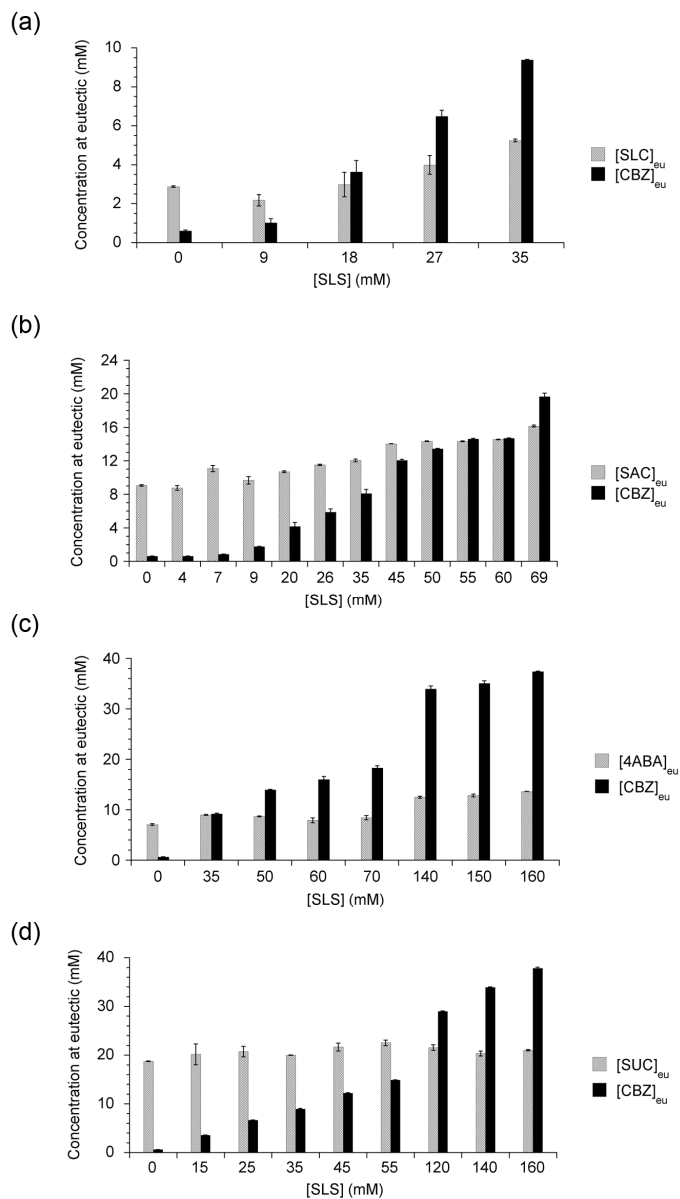 (a)
Concentration at eutectic (mM)
10
8
6
4
2
0
0 9 18 27 35
[SLS] (mM)
[SLC]eu
[CBZ]eu
(b)
Concentration at eutectic (mM)
24
20
16
12
8
4
0
0 4 7 9 20 26 35 45 50 55 60 69
[SLS] (mM)
[SAC]eu
[CBZ]eu
(c)
Concentration at eutectic (mM)
40
30
20
10
0
0 35 50 60 70 140 150 160
[SLS] (mM)
[4ABA]eu
[CBZ]eu
(d)
Concentration at eutectic (mM)
40
30
20
10
0
0 15 25 35 45 55 120 140 160
[SLS] (mM)
[SUC]eu
[CBZ]eu